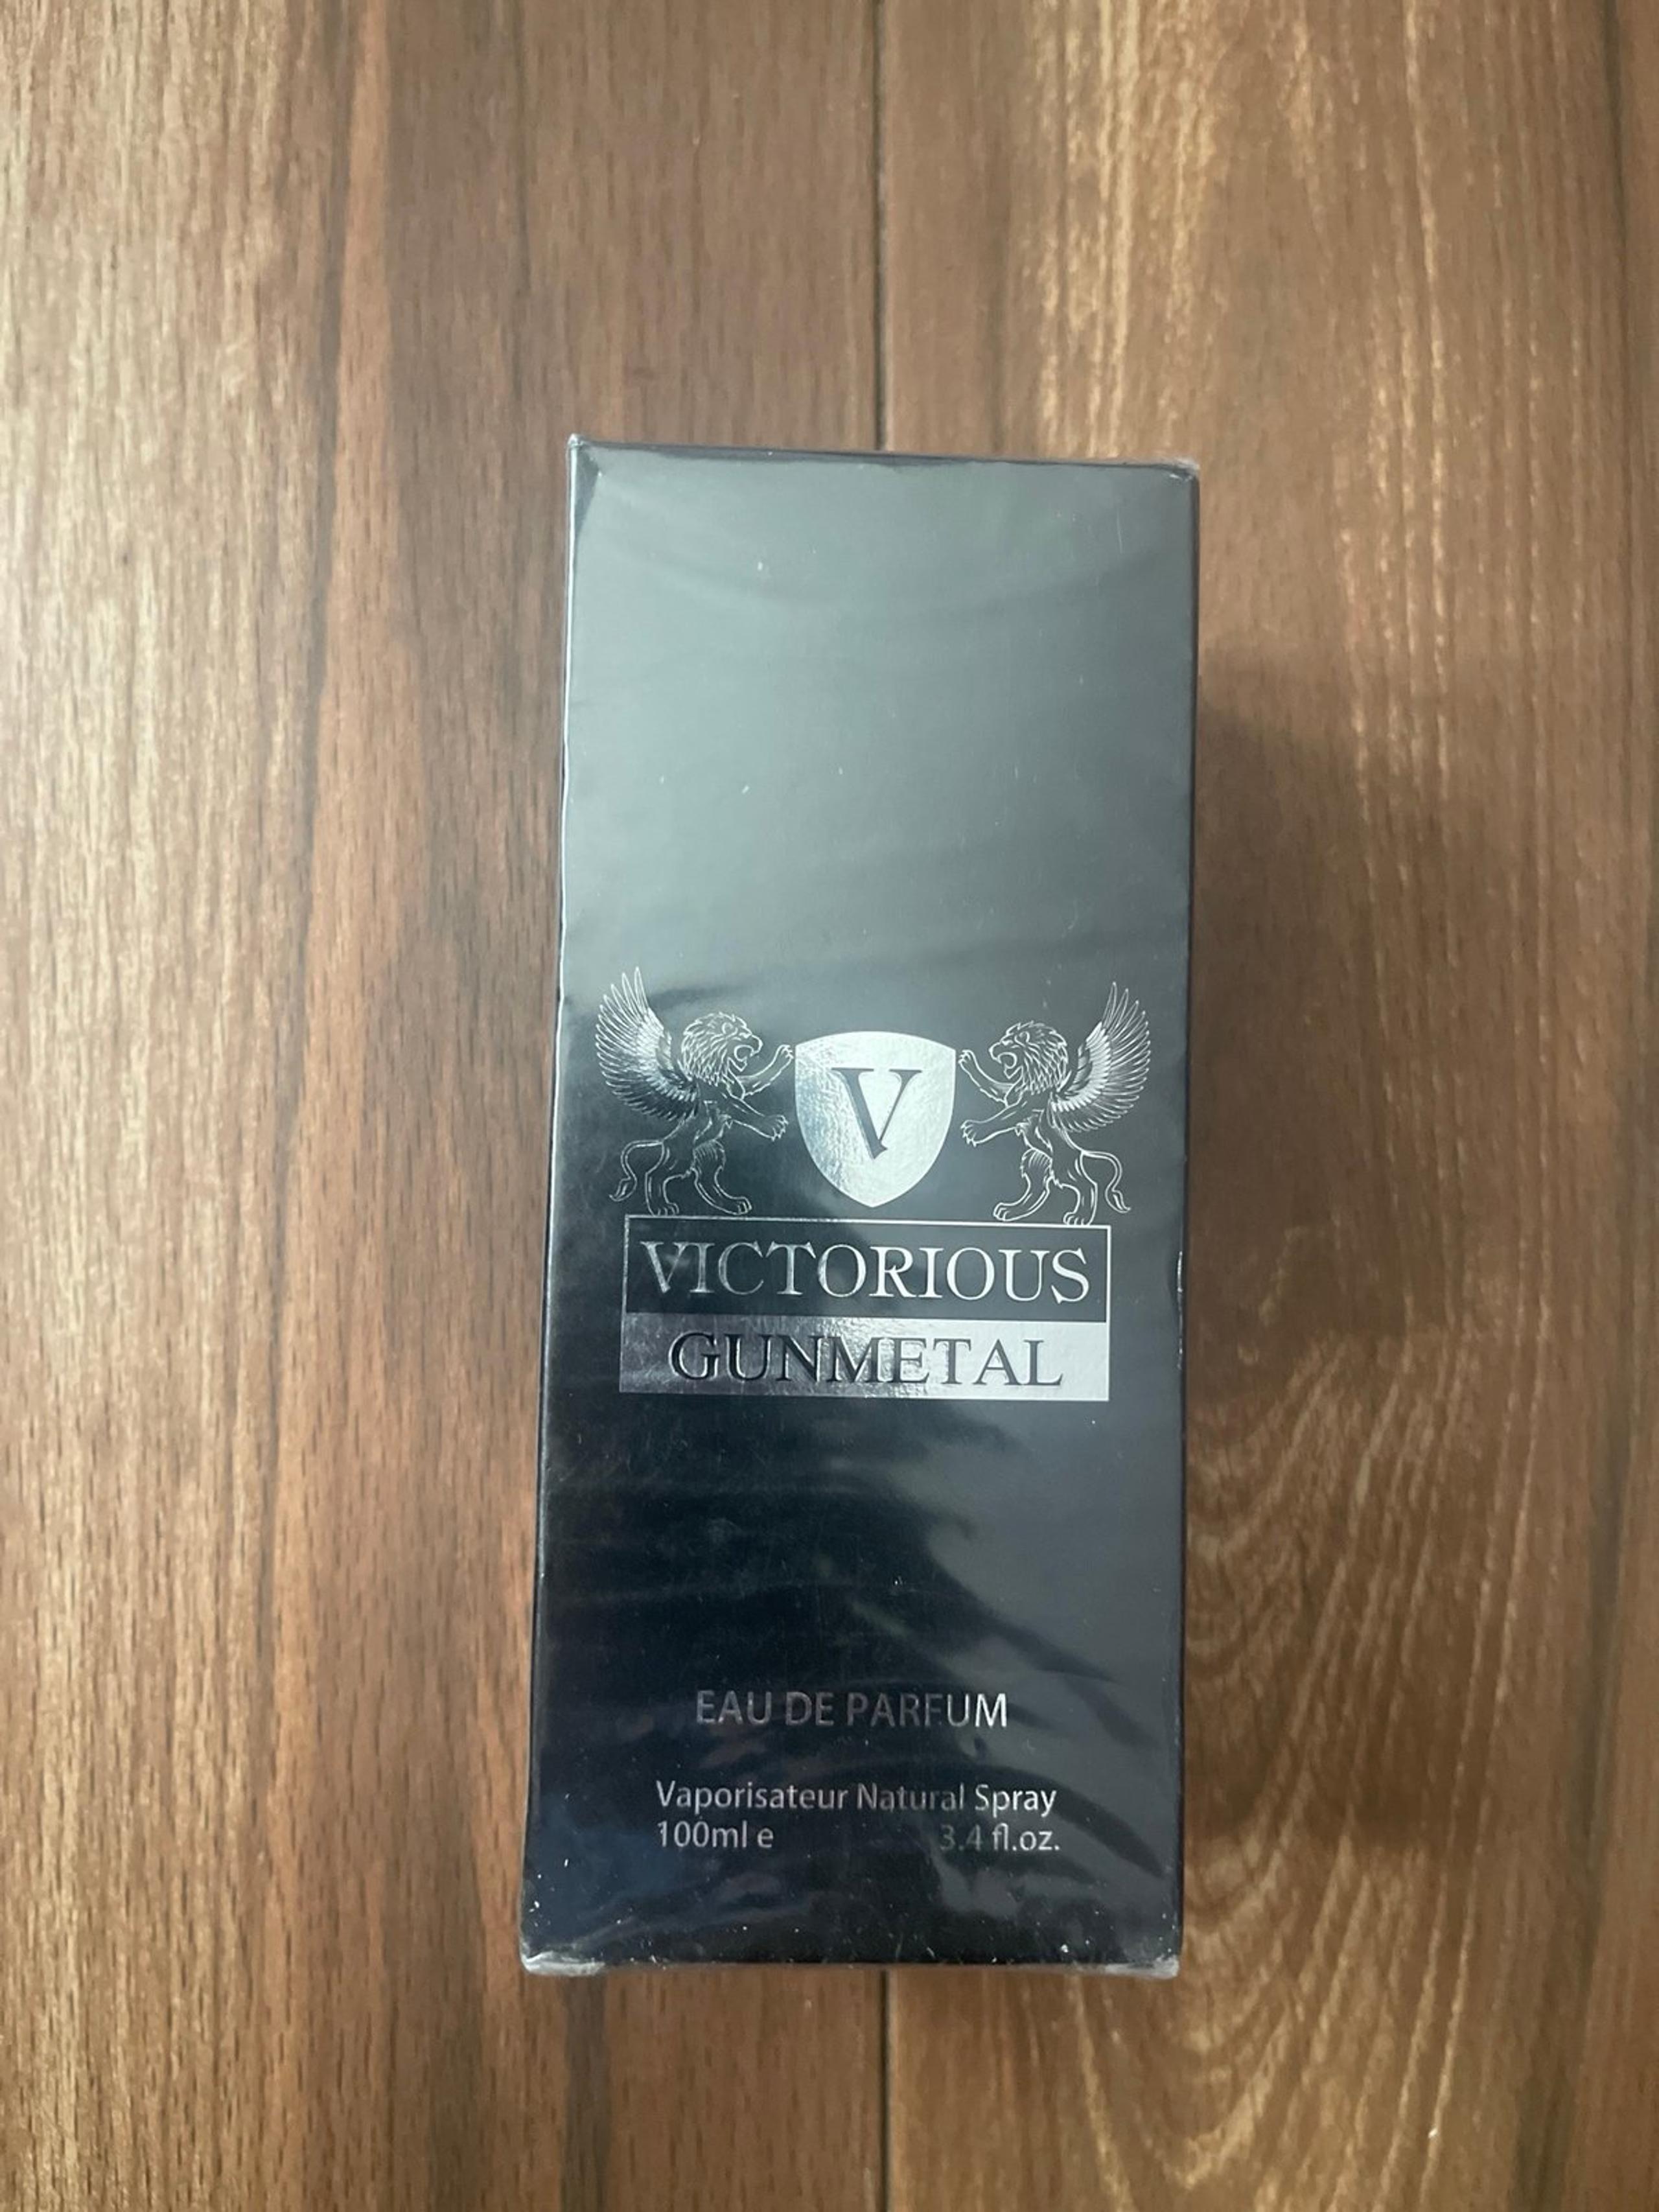 V
VICTORIOUS
GUNMETAL
EAU DE PARFUM
Vaporisateur Natural Spray
100ml e 3.4 fl.oz.